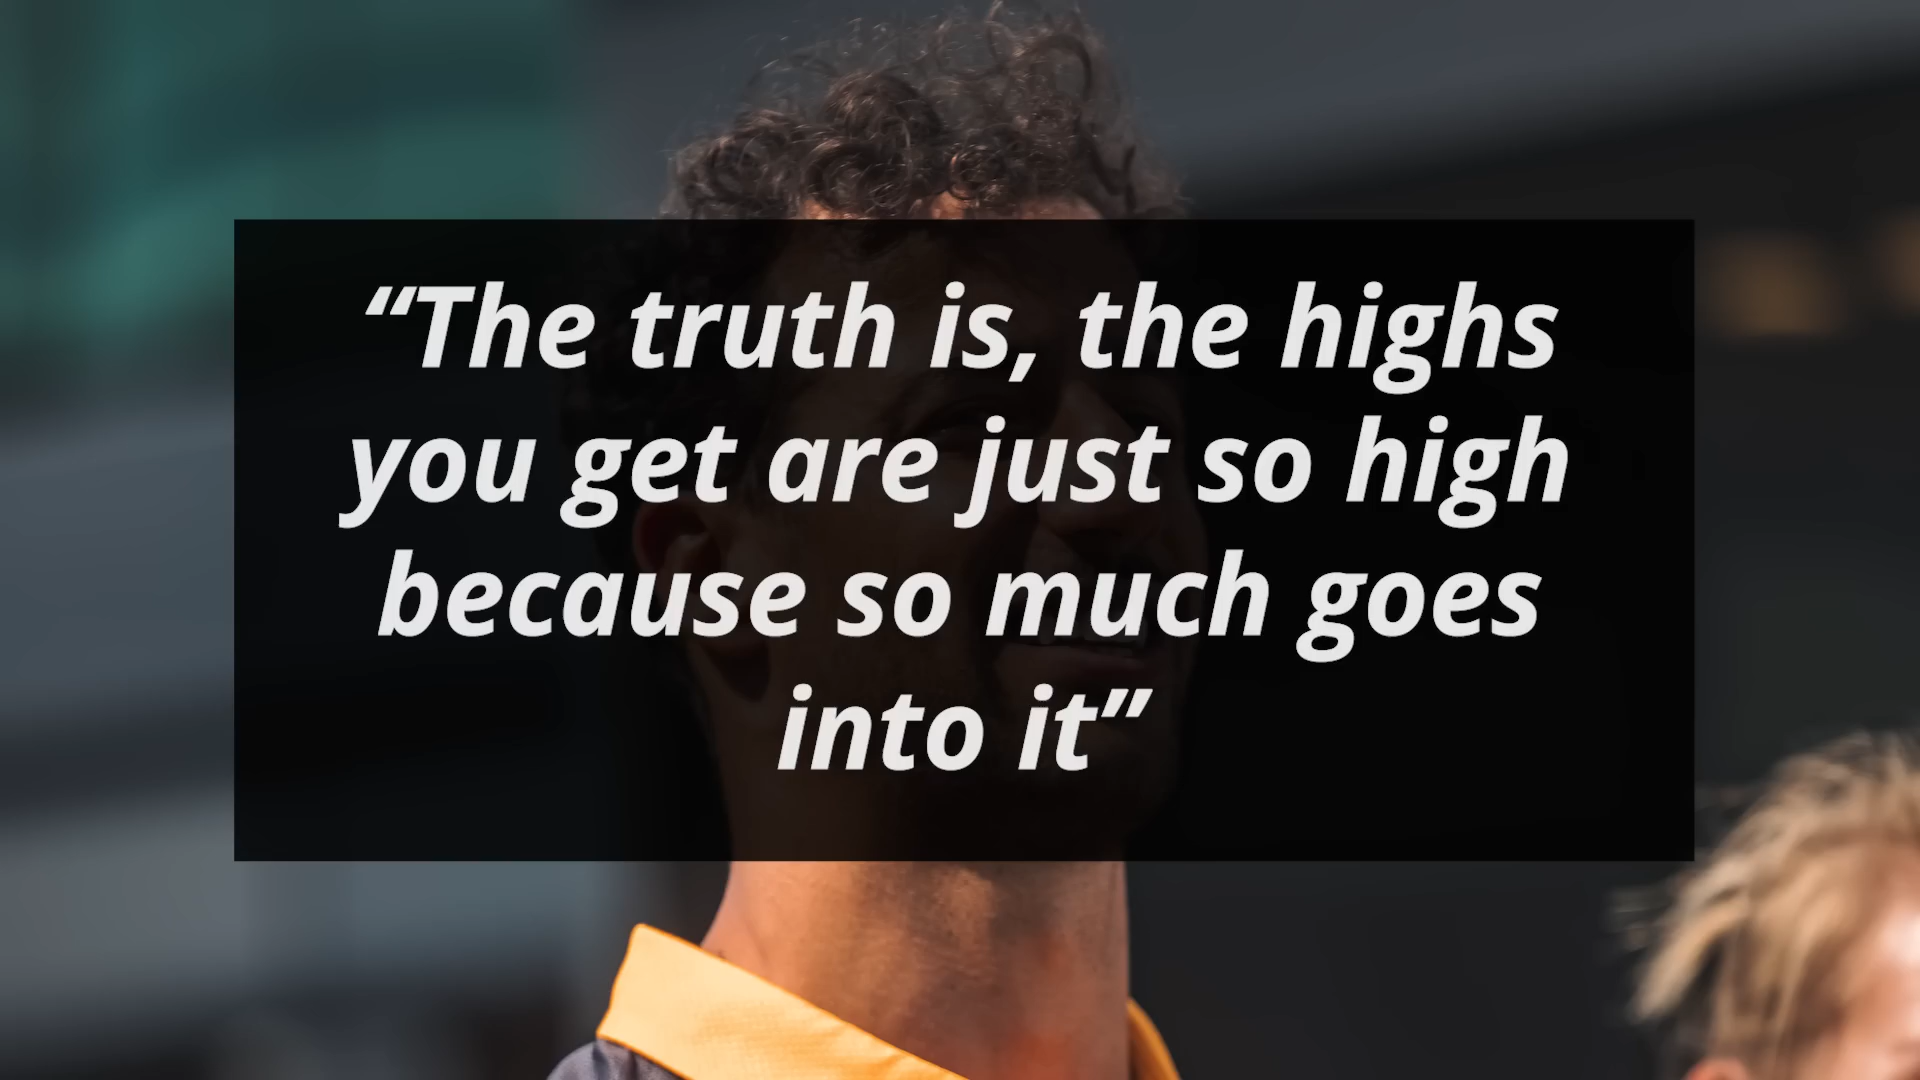 “The truth is, the highs
you get are just so high
because so much goes
into it”